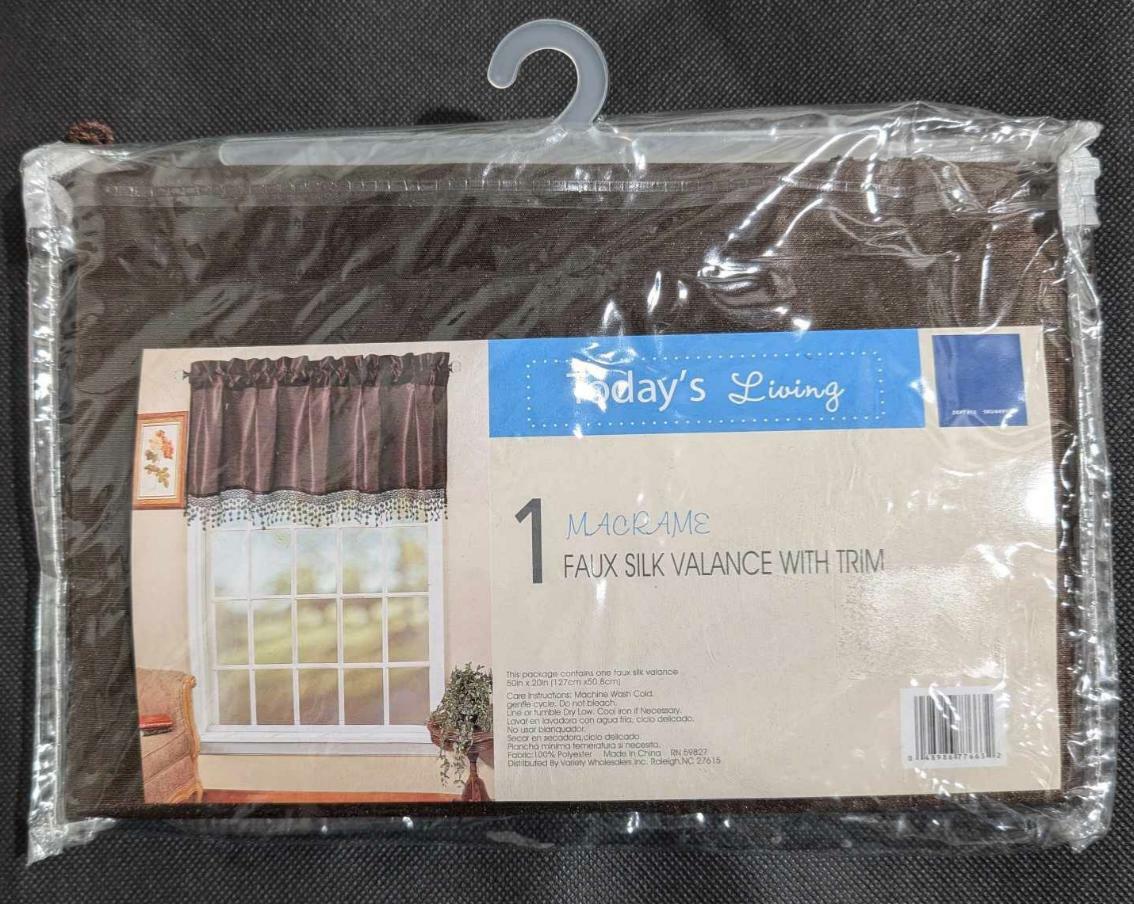 Today's Living
1 MACRAME
FAUX SILK VALANCE WITH TRIM
This package contains one faux silk valance
50in x 20in (127cm x50.8cm)
Care Instructions: Machine Wash Cold.
gentle cycle. Do not bleach.
Line or tumble Dry Low. Cool iron if Necessary.
Lavar en lavadora con agua fria, ciclo delicado.
No usar blanqueador.
Secar en secadora,ciclo delicado
Plancha minima temeratura si necesita.
Fabric:100% Polyester Made in China RN 59827
Distributed By Variety Wholesalers,Inc. Raleigh,NC 27615